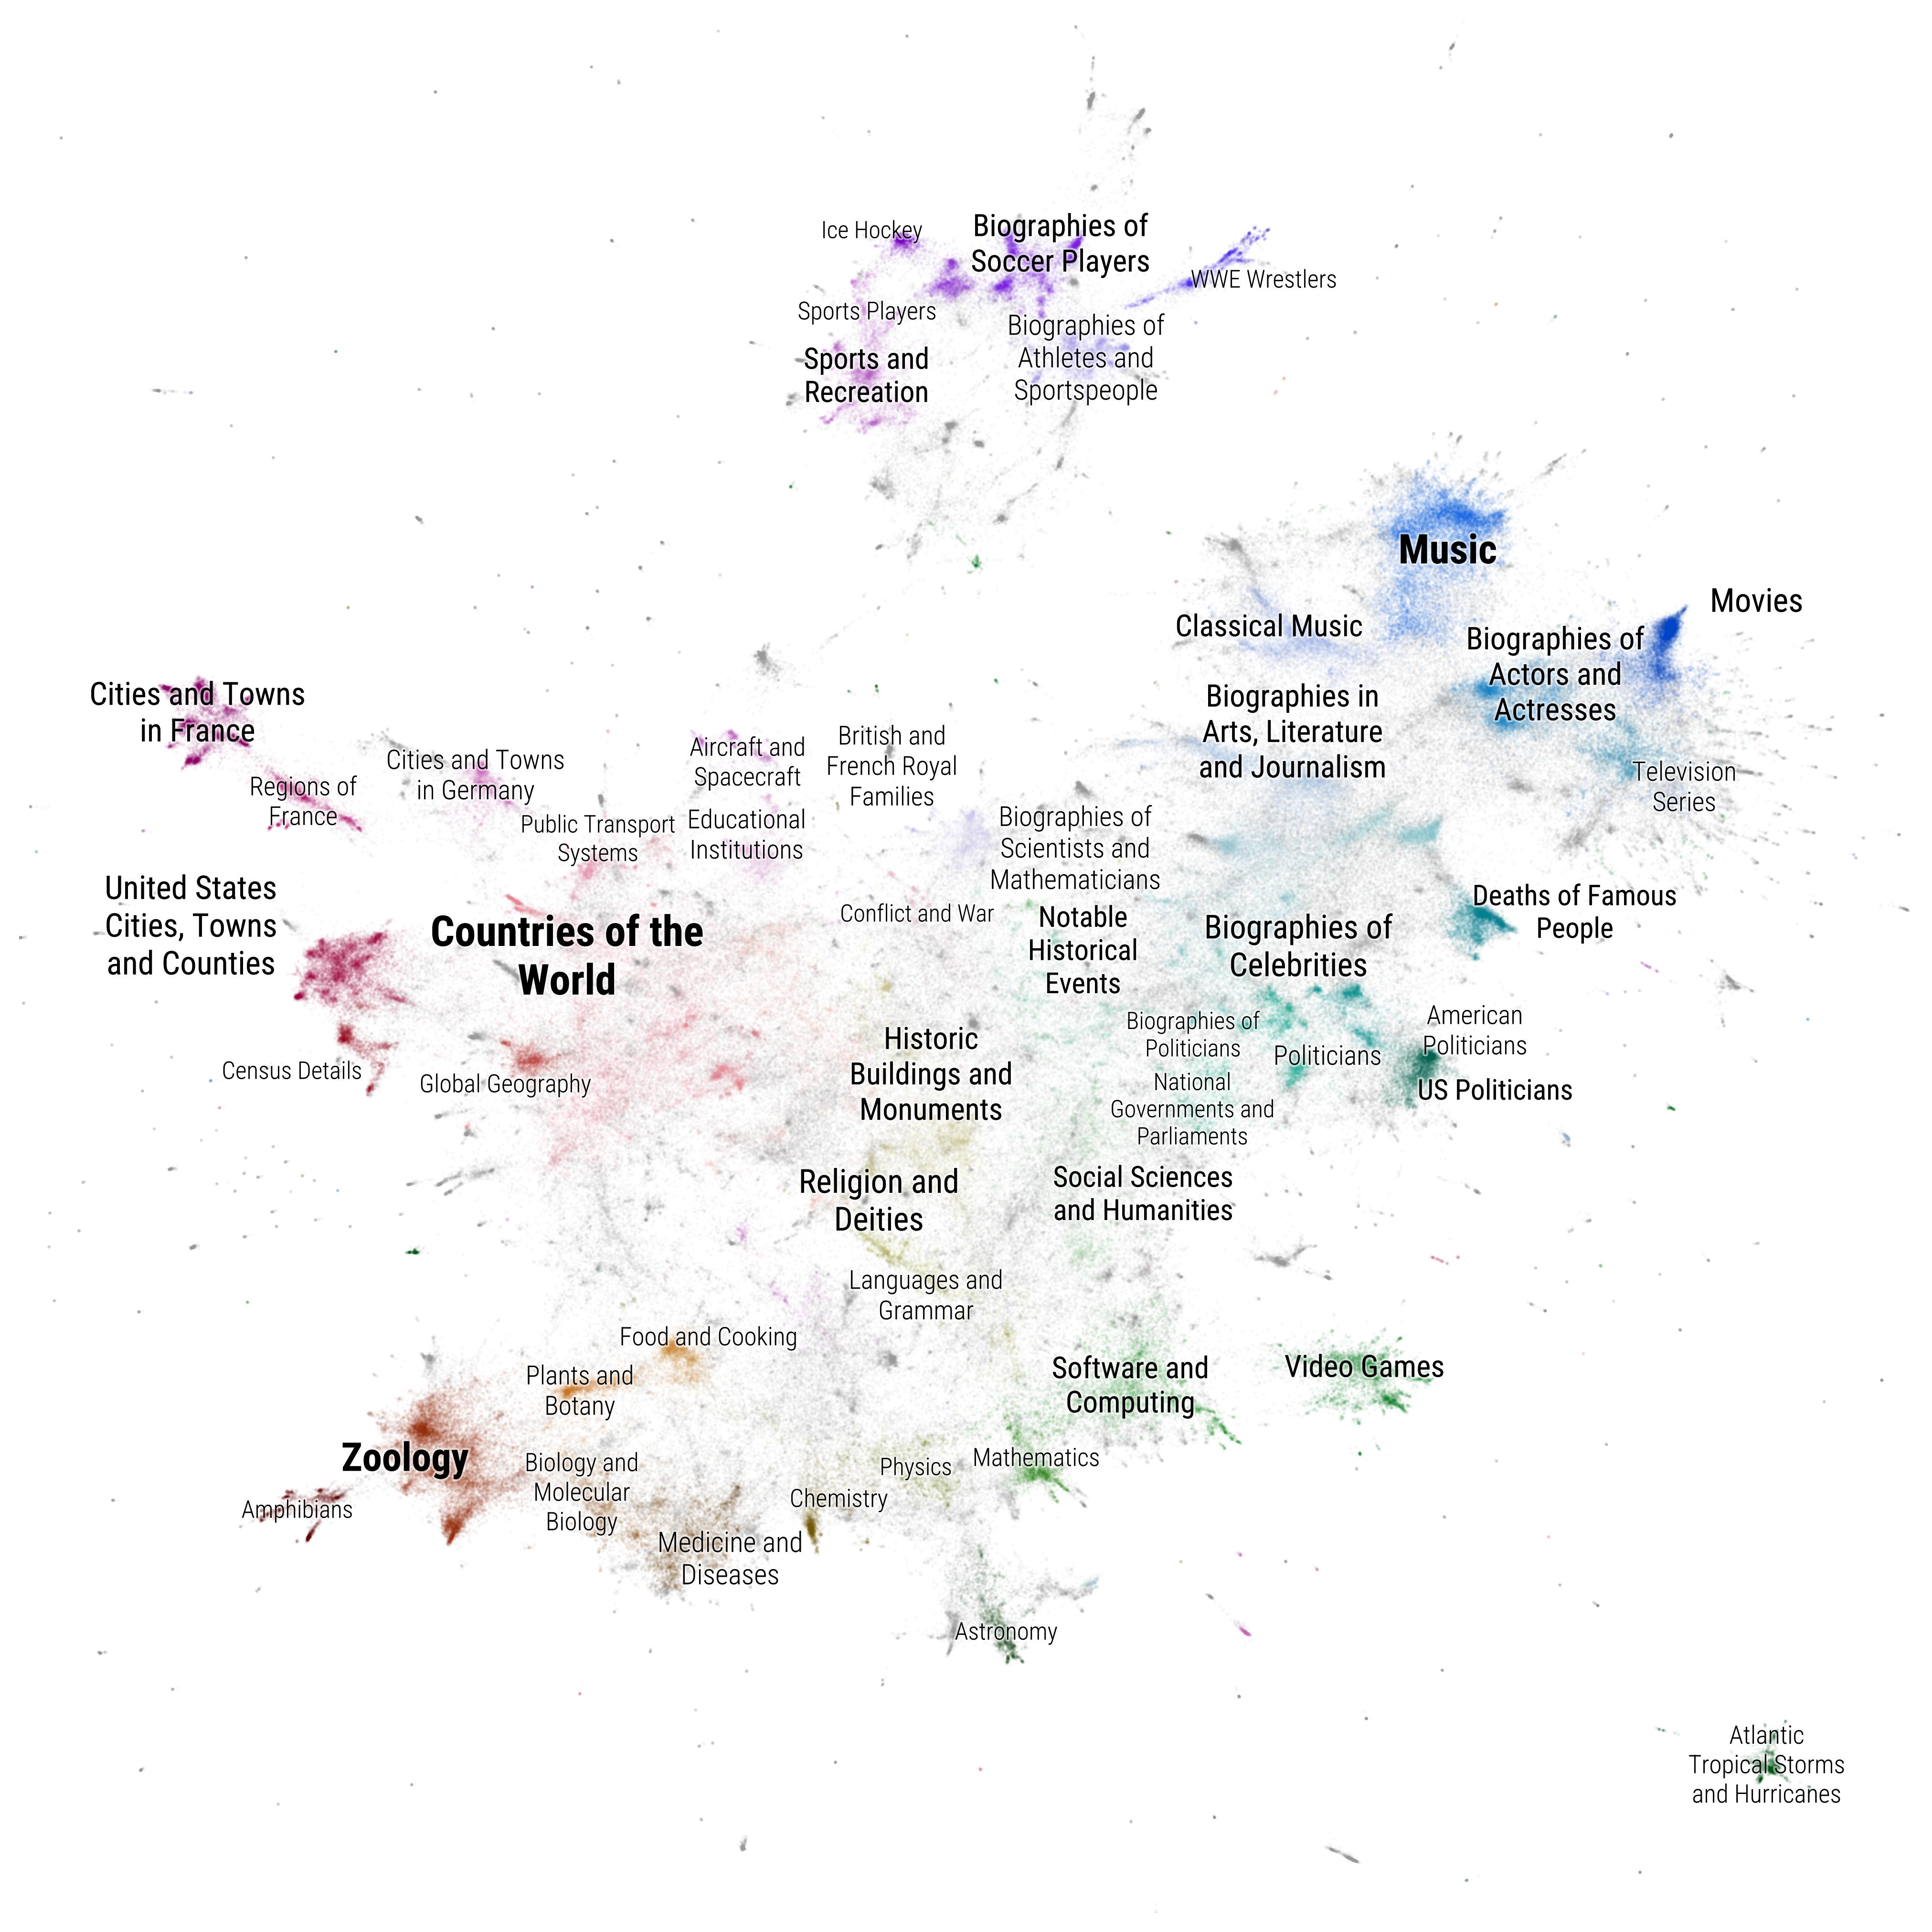 Ice Hockey
Biographies of
Soccer Players
WWE Wrestlers
Sports Players
Biographies of
Athletes and
Sportspeople
Sports and
Recreation
Music
Movies
Classical Music
Biographies of
Actors and
Actresses
Cities and Towns
in France
Biographies in
Arts, Literature
and Journalism
Regions of
France
Cities and Towns
in Germany
Aircraft and
Spacecraft
British and
French Royal
Families
Television
Series
Public Transport
Systems
Educational
Institutions
Biographies of
Scientists and
Mathematicians
United States
Cities, Towns
and Counties
Countries of the
World
Conflict and War
Notable
Historical
Events
Biographies of
Celebrities
Deaths of Famous
People
Census Details
Global Geography
Historic
Buildings and
Monuments
Biographies of
Politicians
Politicians
American
Politicians
US Politicians
National
Governments and
Parliaments
Religion and
Deities
Social Sciences
and Humanities
Languages and
Grammar
Food and Cooking
Plants and
Botany
Software and
Computing
Video Games
Zoology
Amphibians
Biology and
Molecular
Biology
Physics
Mathematics
Chemistry
Medicine and
Diseases
Astronomy
Atlantic
Tropical Storms
and Hurricanes